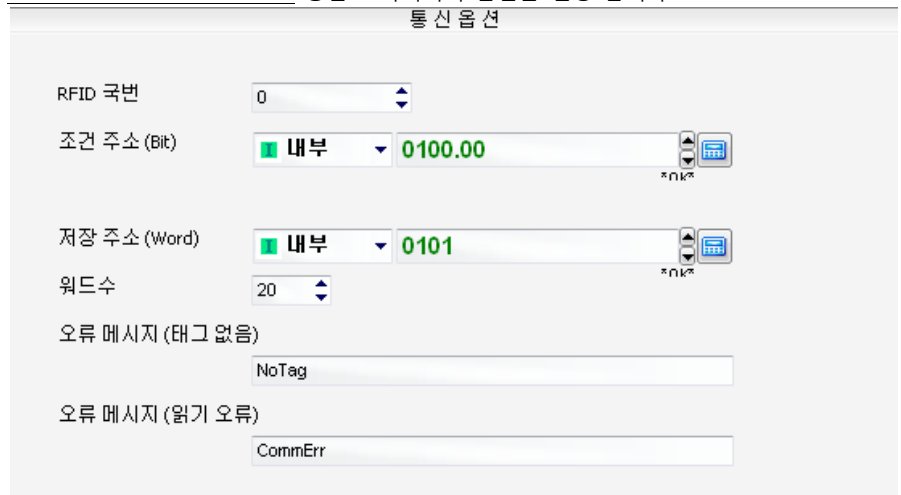 통신옵션
RFID 국번
0
조건 주소 (Bit)
I 내부
0100.00
*OK*
저장 주소 (Word)
I 내부
0101
*OK*
워드수
20
오류 메시지 (태그 없음)
NoTag
오류 메시지 (읽기 오류)
CommErr